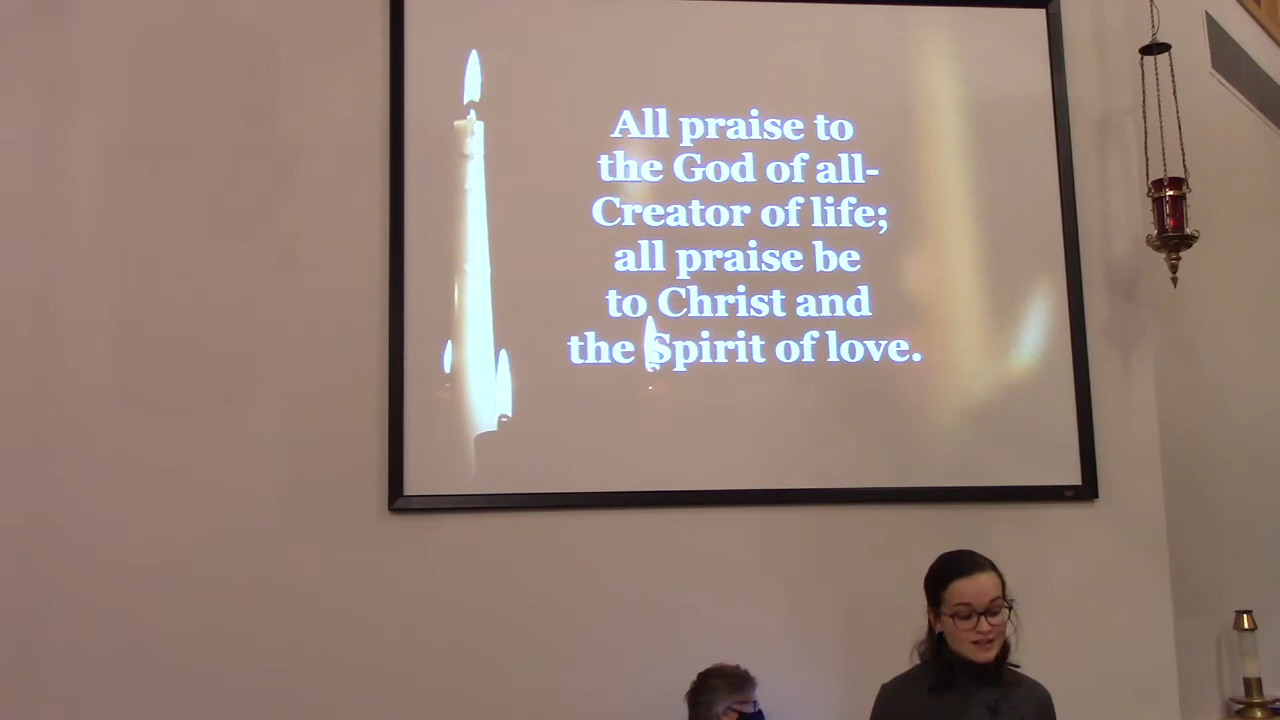 All praise to
the God of all-
Creator of life;
all praise be
to Christ and
the Spirit of love.